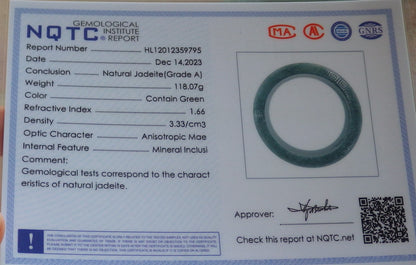 NQTC GEMOLOGICAL
INSTITUTE
® REPORT
MA
GNRS
Report Number HL12012359795
Date Dec 14,2023
Conclusion Natural Jadeite(Grade A)
Weight 118.07g
Color Contain Green
Refractive Index 1.66
Density 3.33/cm3
Optic Character Anisotropic Mae
Internal Feature Mineral Inclusi
Comment:
Gemological tests correspond to the charact
eristics of natural jadeite.
Approver:
Check this report at NQTC.net
!